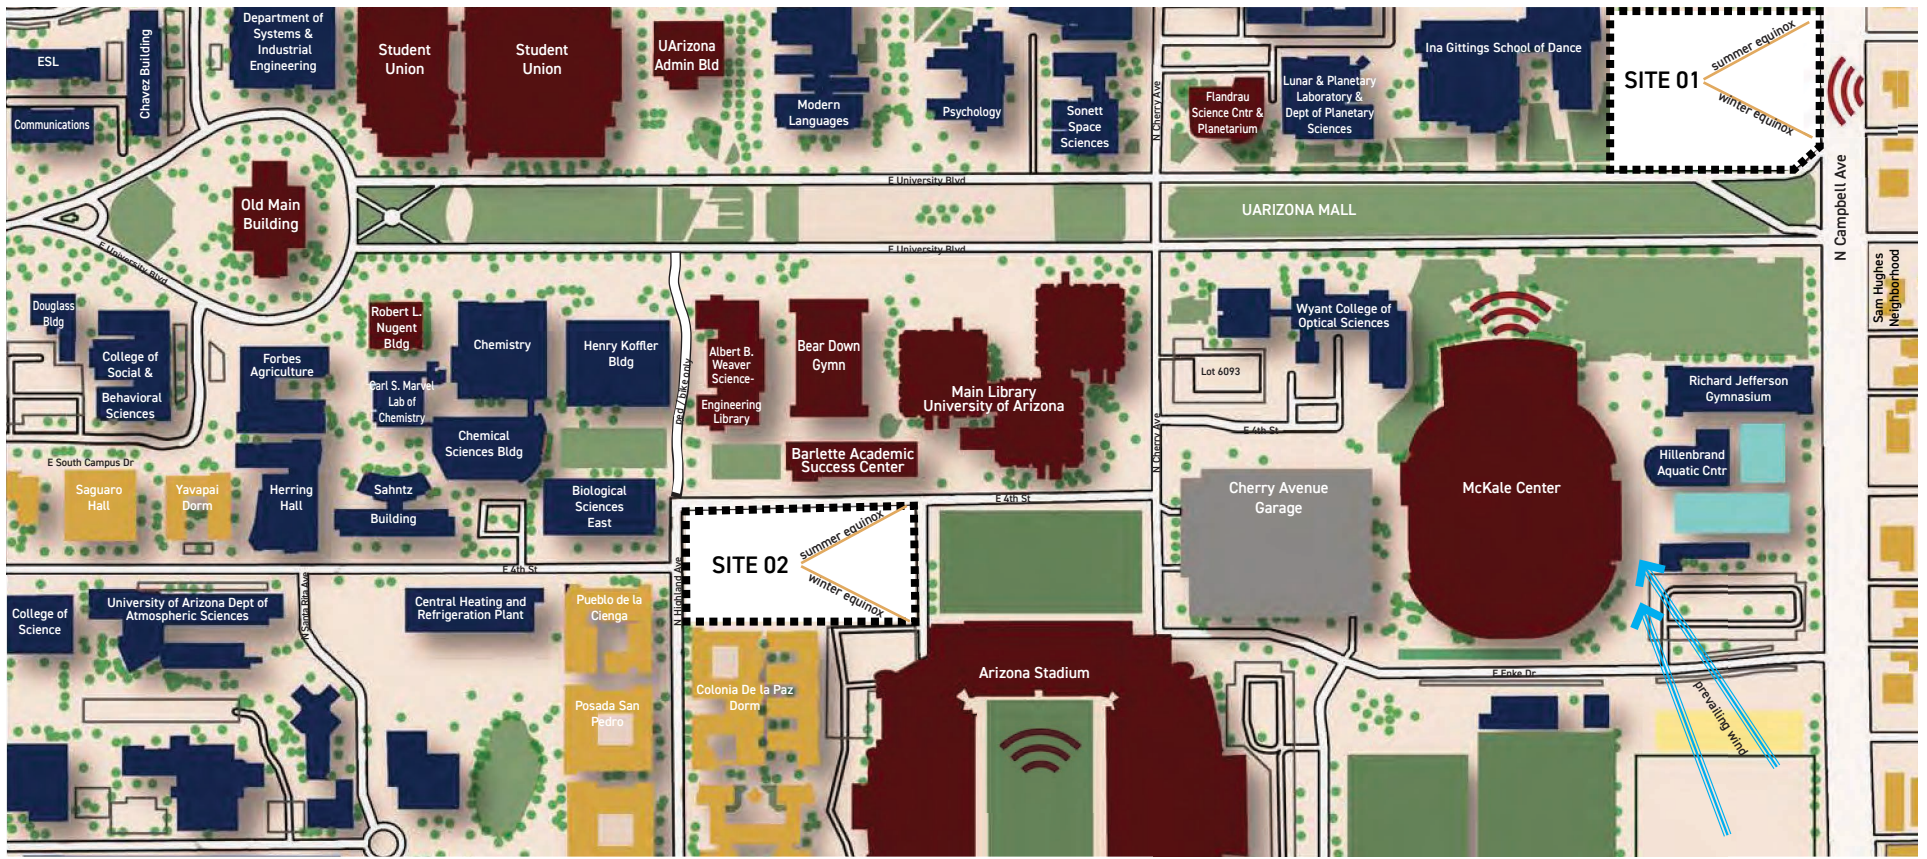 Department of
Systems &
Industrial
Engineering
ESL
Chavez Building
Communications
Student
Union
Student
Union
UArizona
Admin Bld
Modern
Languages
Psychology
Sonett
Space
Sciences
N Cherry Ave
Flandrau
Science Cntr &
Planetarium
Lunar & Planetary
Laboratory &
Dept of Planetary
Sciences
Ina Gittings School of Dance
SITE 01
summer equinox
winter equinox
N Campbell Ave
Old Main
Building
E University Blvd
E University Blvd
UARIZONA MALL
E University Blvd
Sam Hughes
Neighborhood
Douglass
Bldg
College of
Social &
Behavioral
Sciences
Forbes
Agriculture
Robert L.
Nugent
Bldg
Carl S. Marvel
Lab of
Chemistry
Chemistry
Henry Koffler
Bldg
Chemical
Sciences Bldg
ped / bike only
Albert B.
Weaver
Science-
Engineering
Library
Bear Down
Gymn
Main Library
University of Arizona
Barlette Academic
Success Center
Wyant College of
Optical Sciences
Lot 6093
E 4th St
N Cherry Ave
Richard Jefferson
Gymnasium
Hillenbrand
Aquatic Cntr
McKale Center
Cherry Avenue
Garage
E South Campus Dr
Saguaro
Hall
Yavapai
Dorm
Herring
Hall
Sahntz
Building
Biological
Sciences
East
E 4th St
E 4th St
N Highland Ave
SITE 02
summer equinox
winter equinox
College of
Science
University of Arizona Dept of
Atmospheric Sciences
N Santa Rita Ave
Central Heating and
Refrigeration Plant
Pueblo de la
Cienga
Posada San
Pedro
Colonia De la Paz
Dorm
Arizona Stadium
E Enke Dr
prevailing wind